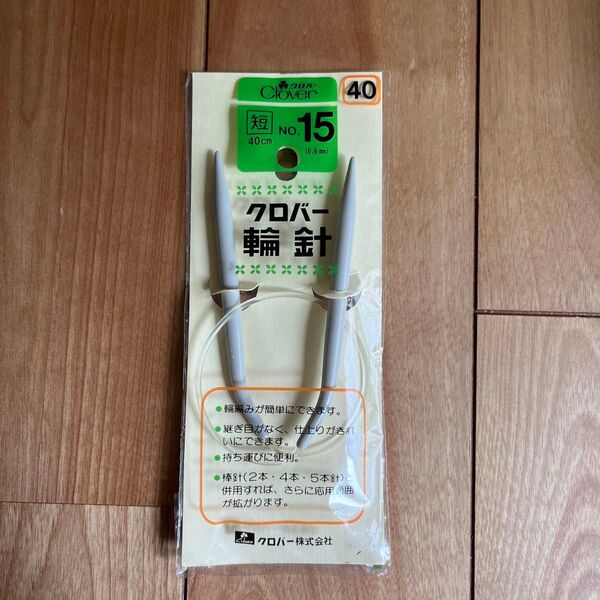 クロバー
Clover
40
短
40cm
NO.15
(6.6mm)
クロバー
輪針
●輪編みが簡単にできます。
●継ぎ目がなく、仕上りがきれ
いにできます。
●持ち運びに便利。
●棒針(2本・4本・5本針)と
併用すれば、さらに応用範囲
が拡がります。
クロバー株式会社